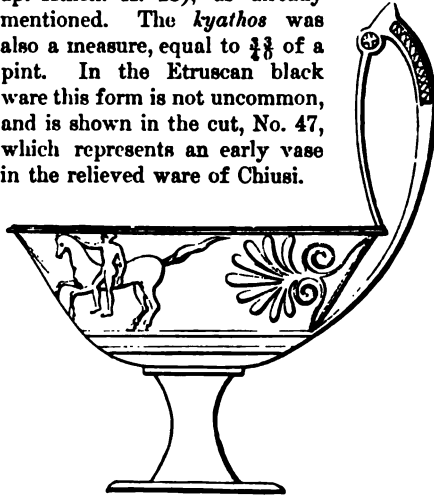 as already
mentioned. The kyathos was
also a measure, equal to of a
pint. In the Etruscan black
ware this form is not uncommon,
and is shown in the cut, No. 47,
which represents an early vase
in the relieved ware of Chiusi.